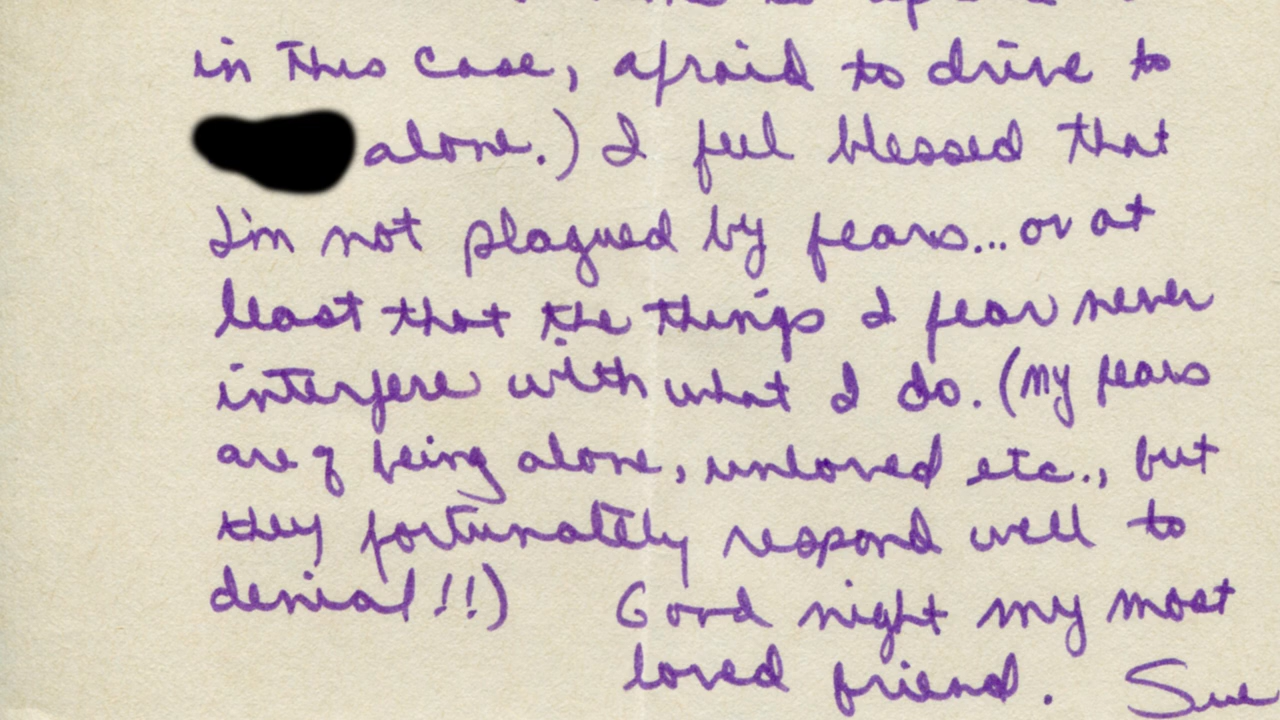 in this case, afraid to drive to
alone.) I feel blessed that
I'm not plagued by fears... or at
least that the things I fear never
interfere with what I do. (My fears
are of being alone, unloved etc., but
they fortunately respond well to
denial!!) Good night my most
loved friend. Sue